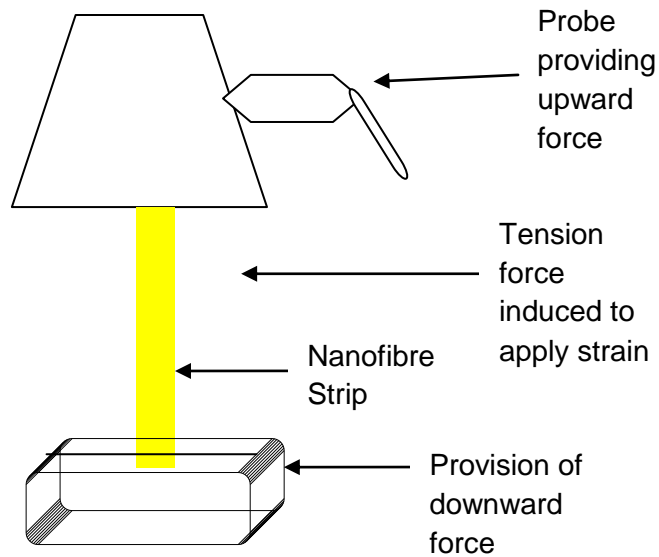 Probe
providing
upward
force
Tension
force
induced to
apply strain
Nanofibre
Strip
Provision of
downward
force